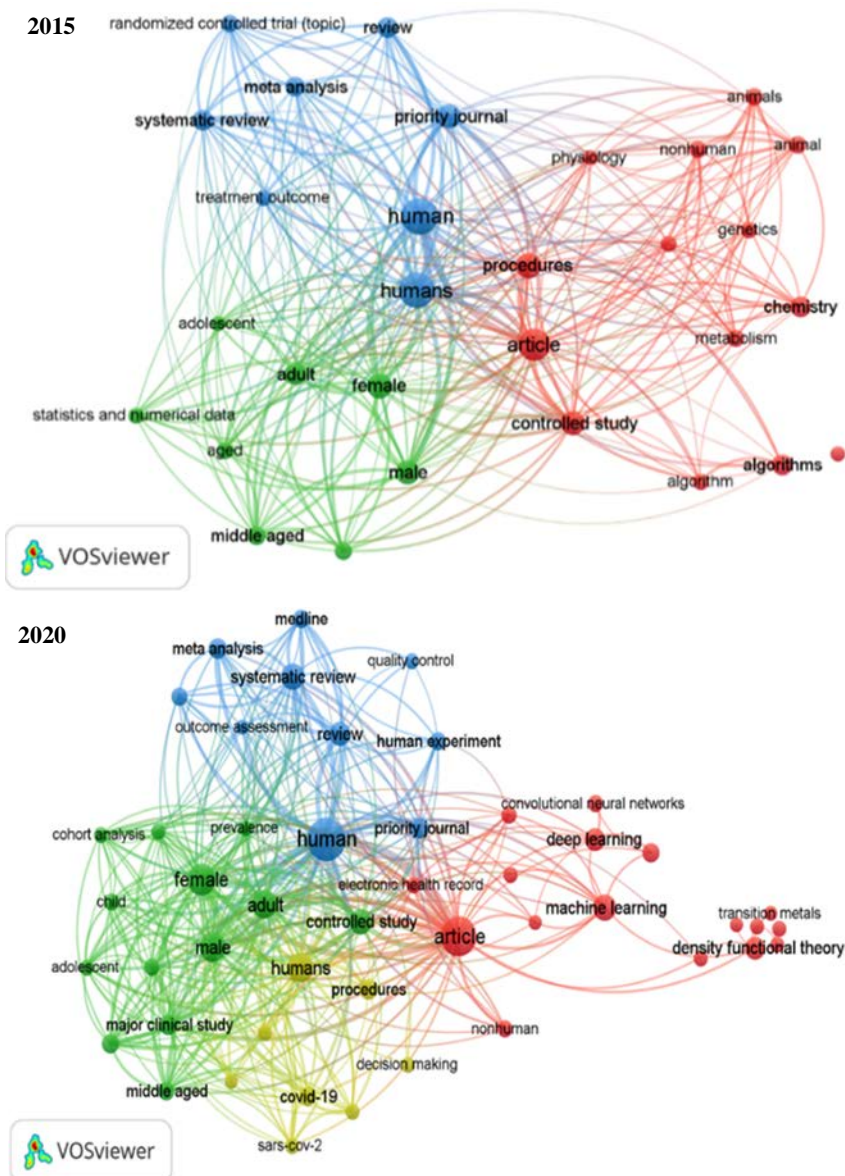 2015
randomized controlled trial (topic)
review
meta analysis
systematic review
priority journal
animals
physiology
nonhuman
animal
treatment outcome
human
genetics
procedures
humans
chemistry
adolescent
metabolism
article
adult
female
statistics and numerical data
controlled study
aged
male
algorithms
algorithm
middle aged
VOSviewer
2020
medline
meta analysis
quality control
systematic review
outcome assessment
review
human experiment
convolutional neural networks
cohort analysis
prevalence
human
priority journal
deep learning
female
electronic health record
child
adult
machine learning
controlled study
transition metals
article
male
density functional theory
adolescent
humans
procedures
major clinical study
nonhuman
decision making
middle aged
covid-19
sars-cov-2
VOSviewer